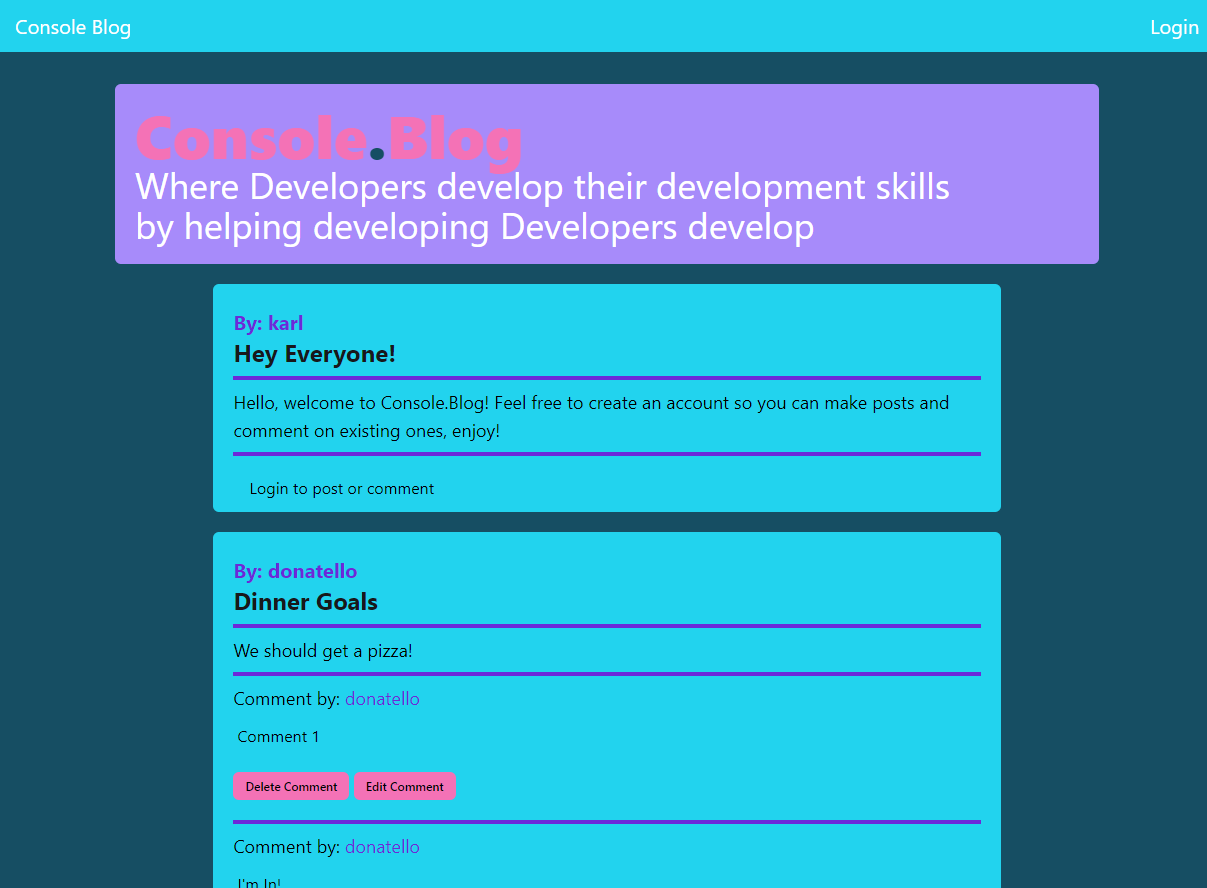 Console Blog
Login
Console.Blog
Where Developers develop their development skills
by helping developing Developers develop
By: karl
Hey Everyone!
Hello, welcome to Console.Blog! Feel free to create an account so you can make posts and
comment on existing ones, enjoy!
Login to post or comment
By: donatello
Dinner Goals
We should get a pizza!
Comment by: donatello
Comment 1
Delete Comment
Edit Comment
Comment by: donatello
I'm In!